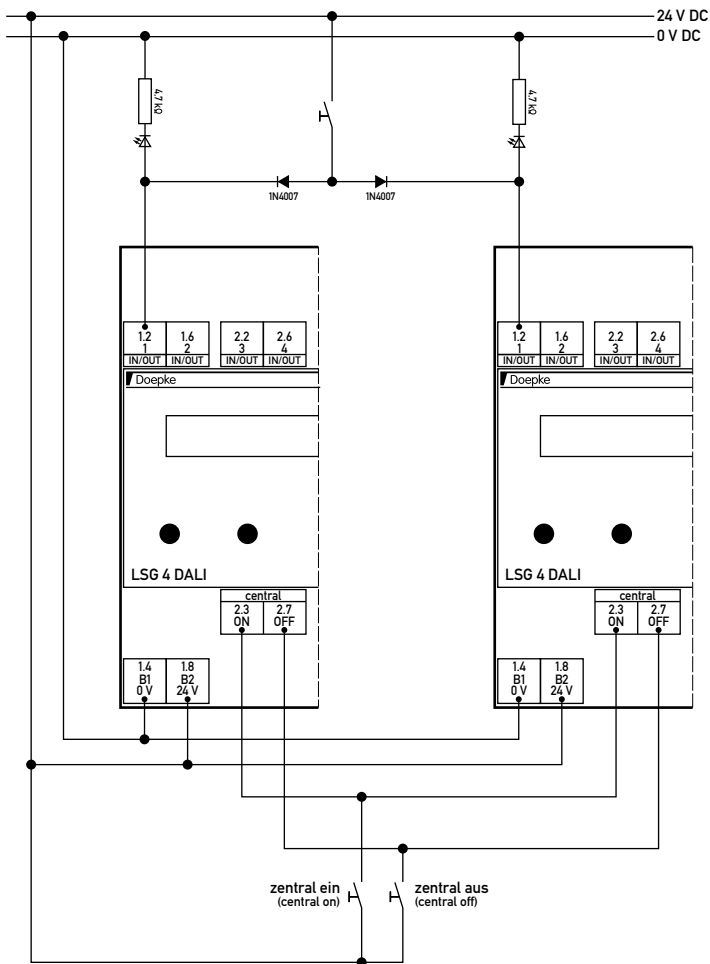 24 V DC
0 V DC
4.7 kΩ
4.7 kΩ
1N4007
1N4007
1.2
1
IN/OUT
1.6
2
IN/OUT
2.2
3
IN/OUT
2.6
4
IN/OUT
Doepke
LSG 4 DALI
central
2.3
ON
2.7
OFF
1.4
B1
0 V
1.8
B2
24 V
1.2
1
IN/OUT
1.6
2
IN/OUT
2.2
3
IN/OUT
2.6
4
IN/OUT
Doepke
LSG 4 DALI
central
2.3
ON
2.7
OFF
1.4
B1
0 V
1.8
B2
24 V
zentral ein
(central on)
zentral aus
(central off)